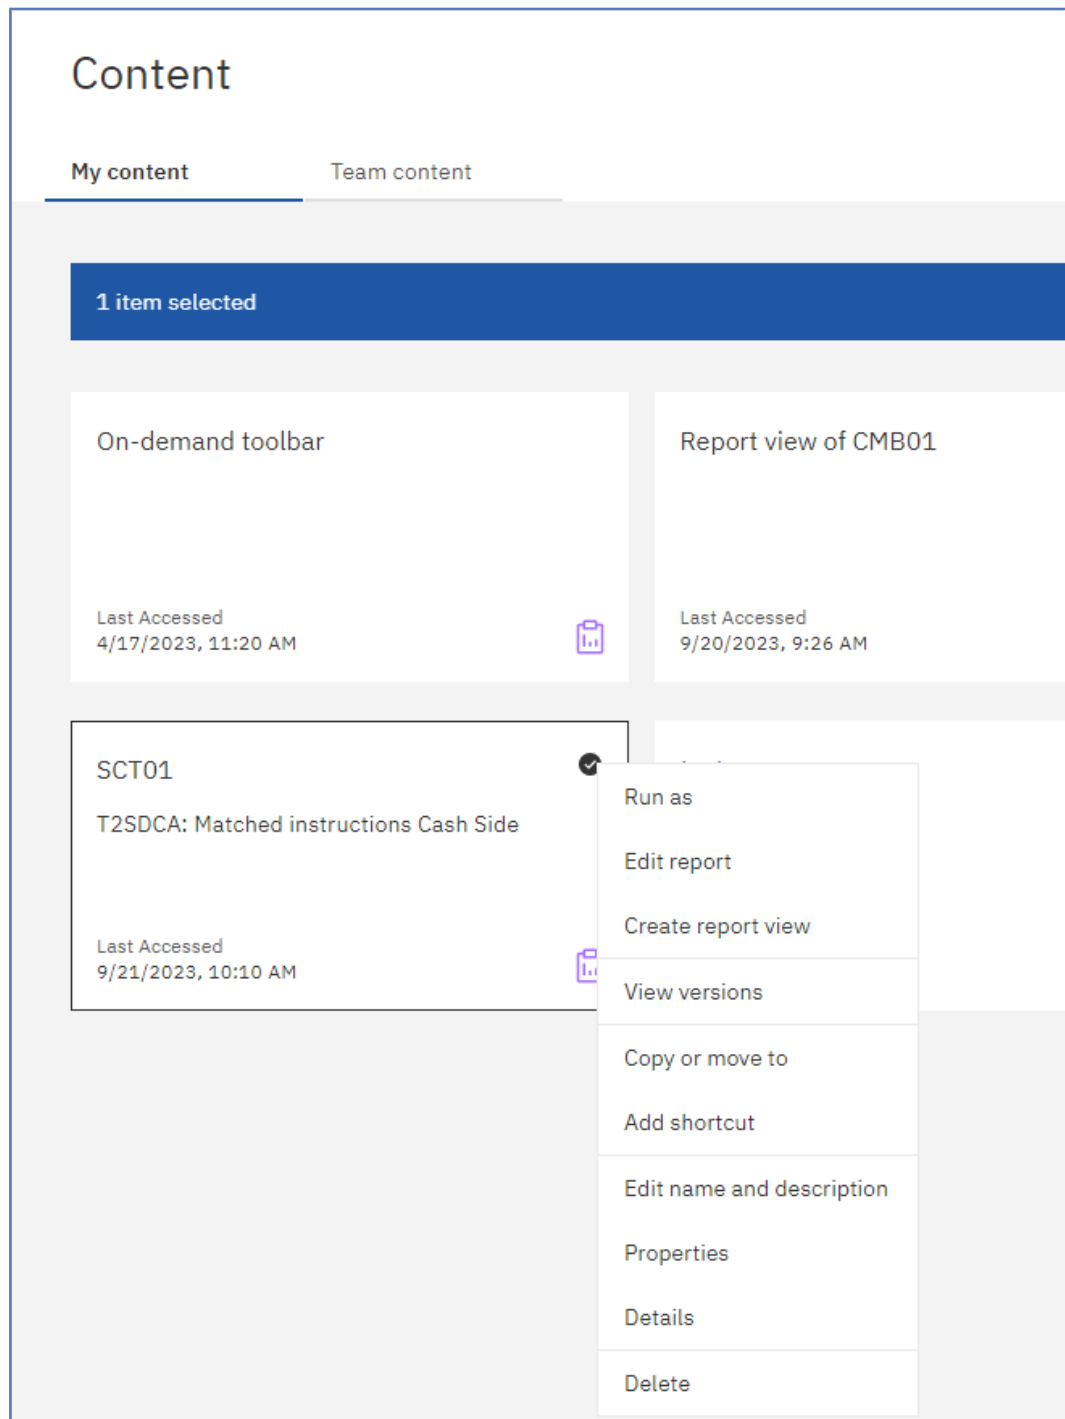 Content
My content
Team content
1 item selected
On-demand toolbar
Last Accessed
4/17/2023, 11:20 AM
Report view of CMB01
Last Accessed
9/20/2023, 9:26 AM
SCT01
T2SDCA: Matched instructions Cash Side
Last Accessed
9/21/2023, 10:10 AM
Run as
Edit report
Create report view
View versions
Copy or move to
Add shortcut
Edit name and description
Properties
Details
Delete